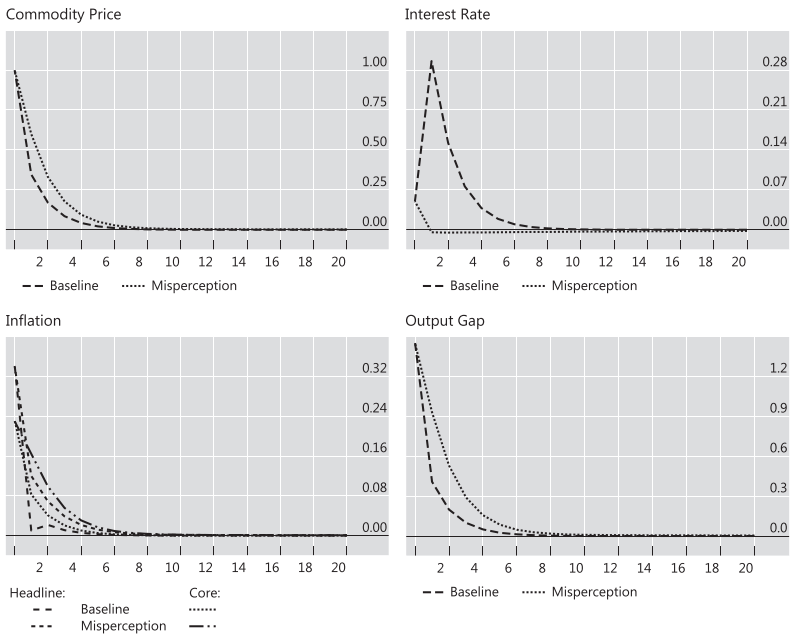 Commodity Price
1.00
0.75
0.50
0.25
0.00
2 4 6 8 10 12 14 16 18 20
Baseline Misperception
Interest Rate
0.28
0.21
0.14
0.07
0.00
2 4 6 8 10 12 14 16 18 20
Baseline Misperception
Inflation
0.32
0.24
0.16
0.08
0.00
2 4 6 8 10 12 14 16 18 20
Headline: Core:
Baseline
Misperception
Output Gap
1.2
0.9
0.6
0.3
0.0
2 4 6 8 10 12 14 16 18 20
Baseline Misperception